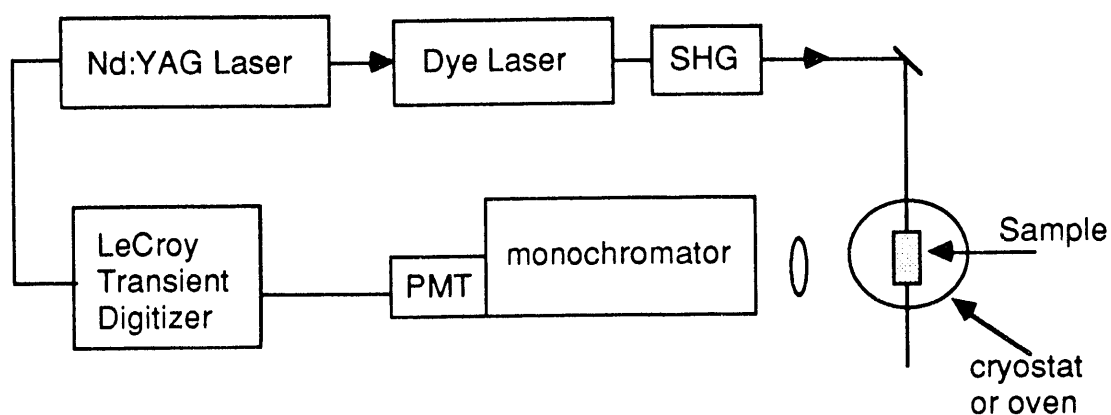 Nd:YAG Laser
Dye Laser
SHG
LeCroy
Transient
Digitizer
PMT
monochromator
Sample
cryostat
or oven